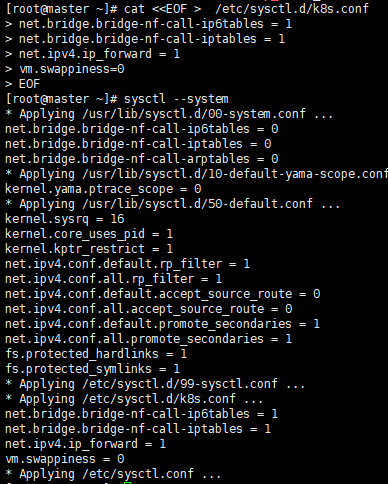 [root@master ~]# cat <<EOF >  /etc/sysctl.d/k8s.conf
> net.bridge.bridge-nf-call-ip6tables = 1
> net.bridge.bridge-nf-call-iptables = 1
> net.ipv4.ip_forward = 1
> vm.swappiness=0
> EOF
[root@master ~]# sysctl --system
* Applying /usr/lib/sysctl.d/00-system.conf ...
net.bridge.bridge-nf-call-ip6tables = 0
net.bridge.bridge-nf-call-iptables = 0
net.bridge.bridge-nf-call-arptables = 0
* Applying /usr/lib/sysctl.d/10-default-yama-scope.conf
kernel.yama.ptrace_scope = 0
* Applying /usr/lib/sysctl.d/50-default.conf ...
kernel.sysrq = 16
kernel.core_uses_pid = 1
kernel.kptr_restrict = 1
net.ipv4.conf.default.rp_filter = 1
net.ipv4.conf.all.rp_filter = 1
net.ipv4.conf.default.accept_source_route = 0
net.ipv4.conf.all.accept_source_route = 0
net.ipv4.conf.default.promote_secondaries = 1
net.ipv4.conf.all.promote_secondaries = 1
fs.protected_hardlinks = 1
fs.protected_symlinks = 1
* Applying /etc/sysctl.d/99-sysctl.conf ...
* Applying /etc/sysctl.d/k8s.conf ...
net.bridge.bridge-nf-call-ip6tables = 1
net.bridge.bridge-nf-call-iptables = 1
net.ipv4.ip_forward = 1
vm.swappiness = 0
* Applying /etc/sysctl.conf ...